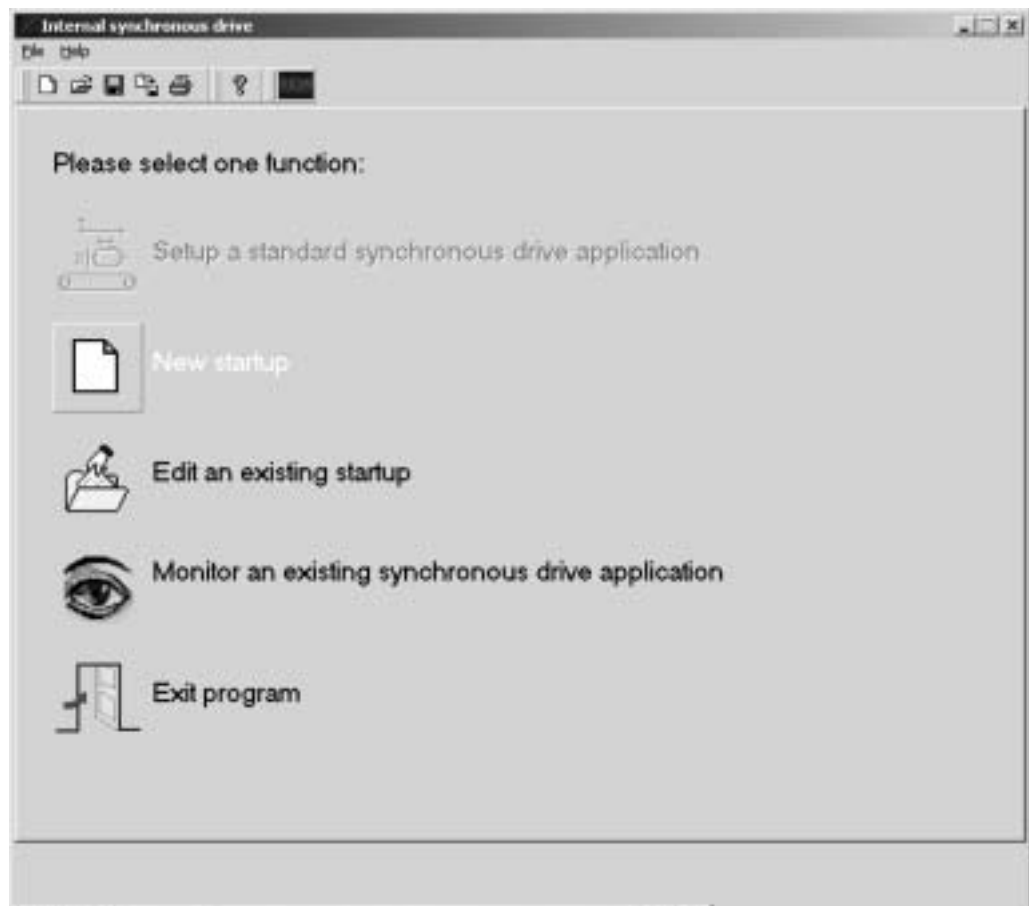 Internal synchronous drive
File Help
Please select one function:
Setup a standard synchronous drive application
New startup
Edit an existing startup
Monitor an existing synchronous drive application
Exit program